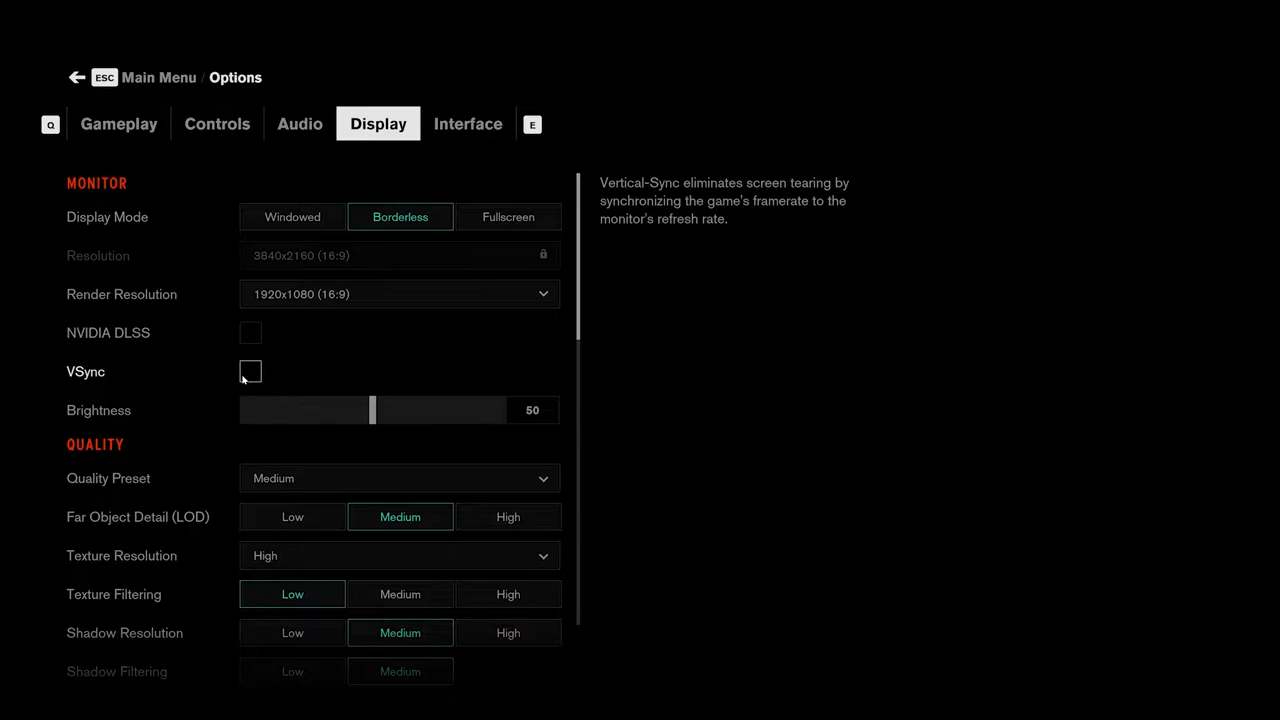 ESC Main Menu / Options
Q Gameplay Controls Audio Display Interface E
MONITOR
Display Mode Windowed Borderless Fullscreen
Resolution 3840x2160 (16:9)
Render Resolution 1920x1080 (16:9)
NVIDIA DLSS
VSync
Brightness 50
QUALITY
Quality Preset Medium
Far Object Detail (LOD) Low Medium High
Texture Resolution High
Texture Filtering Low Medium High
Shadow Resolution Low Medium High
Shadow Filtering Low Medium
Vertical-Sync eliminates screen tearing by
synchronizing the game's framerate to the
monitor's refresh rate.